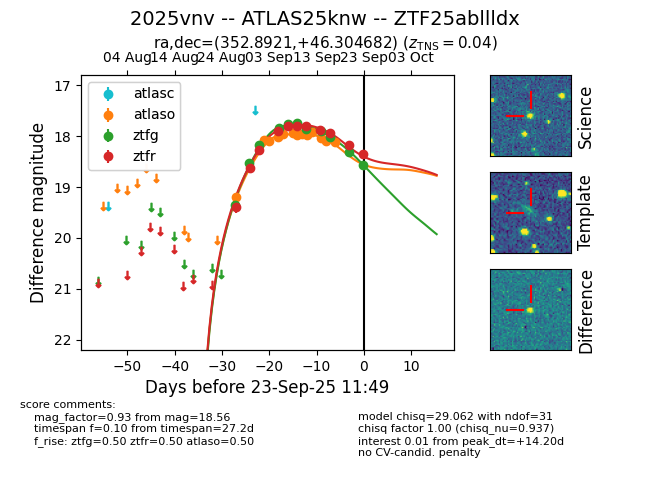 2025vnv -- ATLAS25knw -- ZTF25abllldx
ra,dec=(352.8921,+46.304682) (z_TNS = 0.04)
04 Aug 14 Aug 24 Aug 03 Sep 13 Sep 23 Sep 03 Oct
17
18
19
20
21
22
Difference magnitude
atlasc
atlaso
ztfg
ztfr
−50 −40 −30 −20 −10 0 10
Days before 23-Sep-25 11:49
Science
Template
Difference
score comments:
mag_factor=0.93 from mag=18.56
timespan f=0.10 from timespan=27.2d
f_rise: ztfg=0.50 ztfr=0.50 atlaso=0.50
model chisq=29.062 with ndof=31
chisq factor 1.00 (chisq_nu=0.937)
interest 0.01 from peak_dt=+14.20d
no CV-candid. penalty